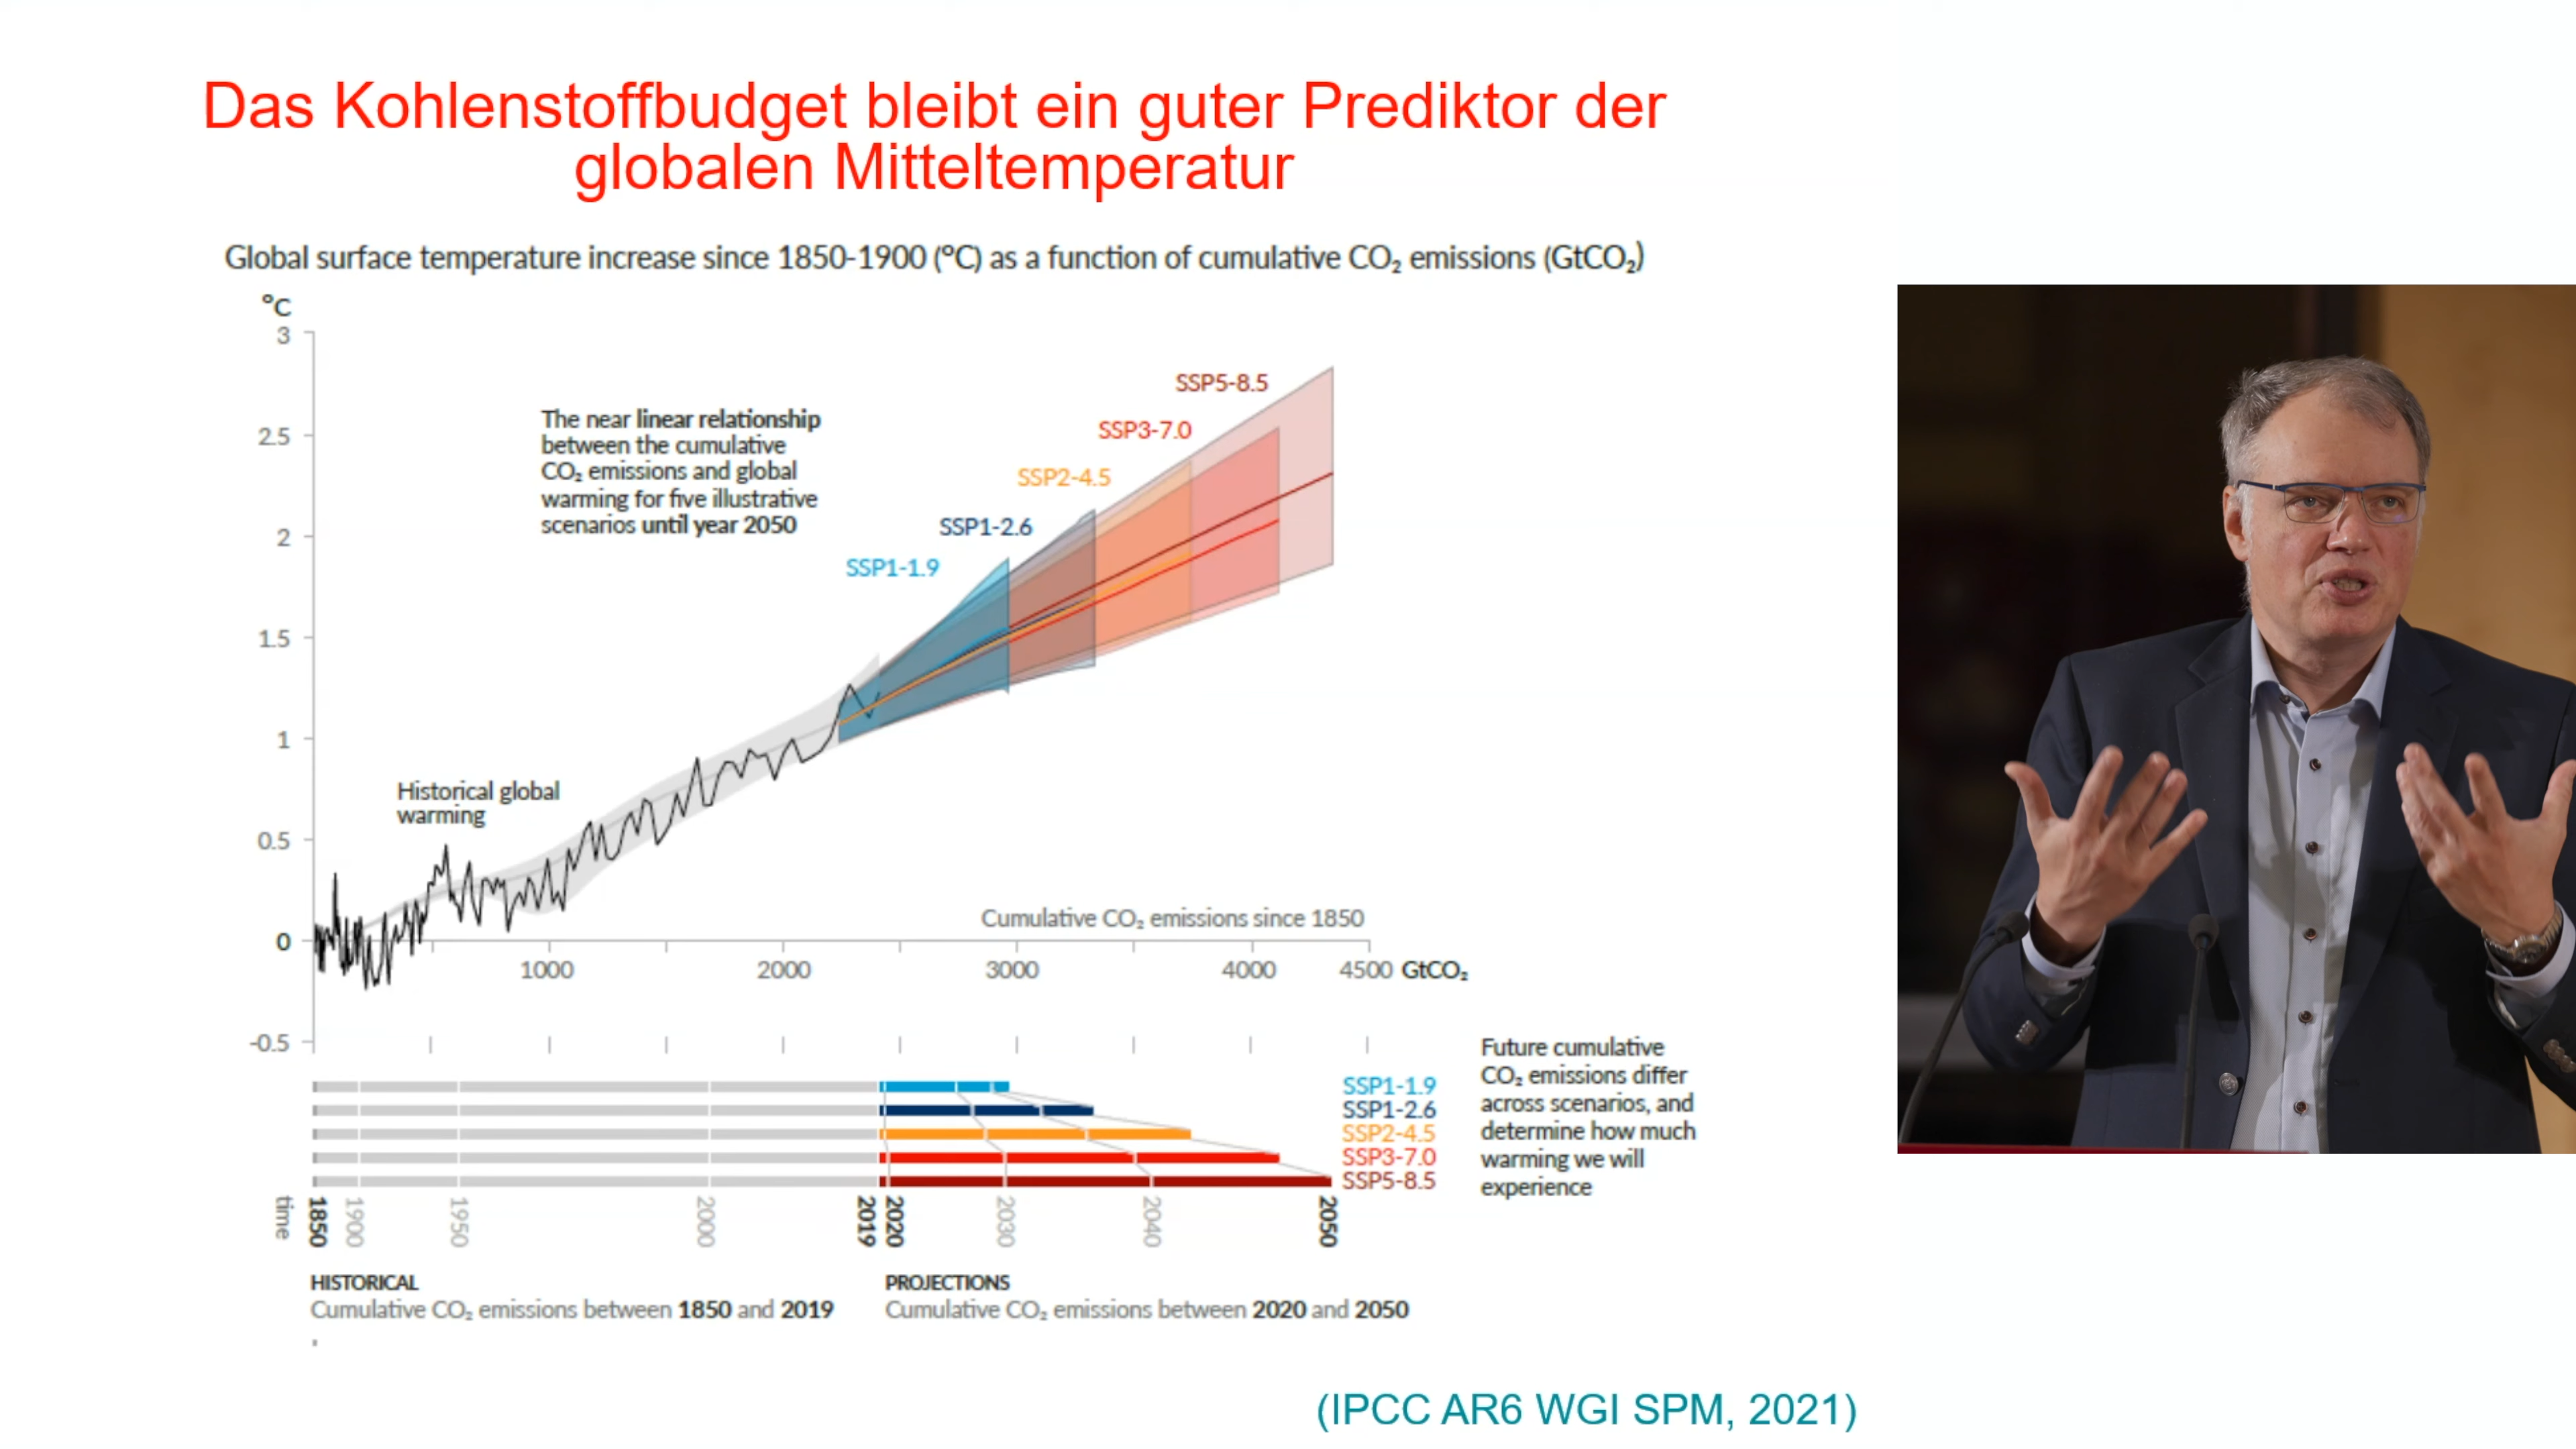 Das Kohlenstoffbudget bleibt ein guter Prediktor der
globalen Mitteltemperatur
Global surface temperature increase since 1850-1900 (°C) as a function of cumulative CO₂ emissions (GtCO₂)
°C
3
2.5
2
1.5
1
0.5
0
-0.5
The near linear relationship
between the cumulative
CO₂ emissions and global
warming for five illustrative
scenarios until year 2050
SSP5-8.5
SSP3-7.0
SSP2-4.5
SSP1-2.6
SSP1-1.9
Historical global
warming
Cumulative CO₂ emissions since 1850
1000 2000 3000 4000 4500 GtCO₂
SSP1-1.9
SSP1-2.6
SSP2-4.5
SSP3-7.0
SSP5-8.5
Future cumulative
CO₂ emissions differ
across scenarios, and
determine how much
warming we will
experience
time 1850 1900 1950 2000 2019 2020 2030 2040 2050
HISTORICAL
Cumulative CO₂ emissions between 1850 and 2019
PROJECTIONS
Cumulative CO₂ emissions between 2020 and 2050
(IPCC AR6 WGI SPM, 2021)